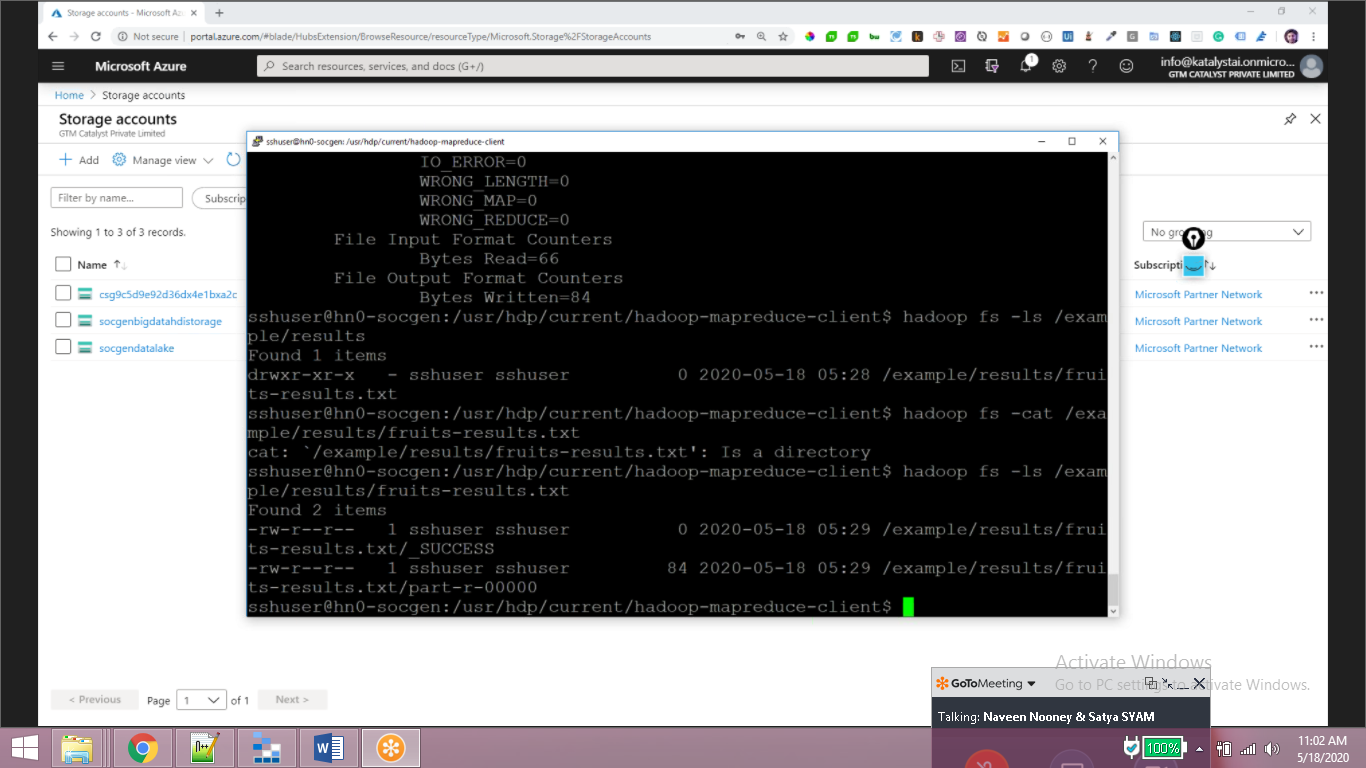 Storage accounts - Microsoft Az
Not secure | portal.azure.com/#blade/HubsExtension/BrowseResource/resourceType/Microsoft.Storage%2FStorageAccounts
Microsoft Azure
Search resources, services, and docs (G+/)
1
info@katalystai.onmicro...
GTM CATALYST PRIVATE LIMITED
Home > Storage accounts
Storage accounts
GTM Catalyst Private Limited
Add
Manage view
Filter by name...
Subscrip
Showing 1 to 3 of 3 records.
Name
csg9c5d9e92d36dx4e1bxa2c
socgenbigdatahdistorage
socgendatalake
No gro
Subscripti
Microsoft Partner Network
Microsoft Partner Network
Microsoft Partner Network
sshuser@hn0-socgen: /usr/hdp/current/hadoop-mapreduce-client
IO_ERROR=0
WRONG_LENGTH=0
WRONG_MAP=0
WRONG_REDUCE=0
File Input Format Counters
Bytes Read=66
File Output Format Counters
Bytes Written=84
sshuser@hn0-socgen:/usr/hdp/current/hadoop-mapreduce-client$ hadoop fs -ls /exam
ple/results
Found 1 items
drwxr-xr-x - sshuser sshuser 0 2020-05-18 05:28 /example/results/frui
ts-results.txt
sshuser@hn0-socgen:/usr/hdp/current/hadoop-mapreduce-client$ hadoop fs -cat /exa
mple/results/fruits-results.txt
cat: `/example/results/fruits-results.txt': Is a directory
sshuser@hn0-socgen:/usr/hdp/current/hadoop-mapreduce-client$ hadoop fs -ls /exam
ple/results/fruits-results.txt
Found 2 items
-rw-r--r-- 1 sshuser sshuser 0 2020-05-18 05:29 /example/results/frui
ts-results.txt/_SUCCESS
-rw-r--r-- 1 sshuser sshuser 84 2020-05-18 05:29 /example/results/frui
ts-results.txt/part-r-00000
sshuser@hn0-socgen:/usr/hdp/current/hadoop-mapreduce-client$
< Previous
Page 1 of 1
Next >
Activate Windows
Go to PC settings to activate Windows.
GoToMeeting
Talking: Naveen Nooney & Satya SYAM
100%
11:02 AM
5/18/2020